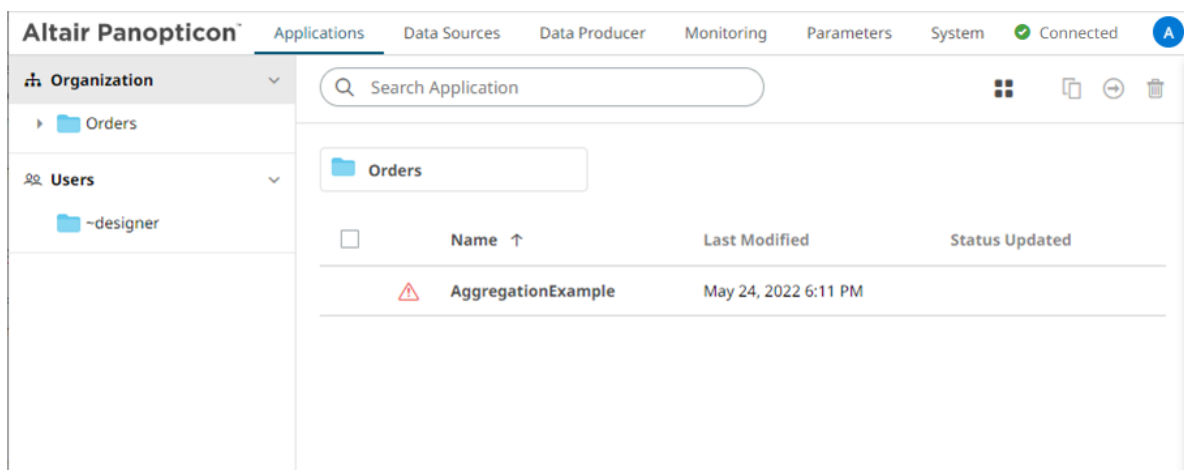 Altair Panopticon™ Applications Data Sources Data Producer Monitoring Parameters System Connected A
Organization
Orders
Users
~designer
Search Application
Orders
Name ↑ Last Modified Status Updated
AggregationExample May 24, 2022 6:11 PM